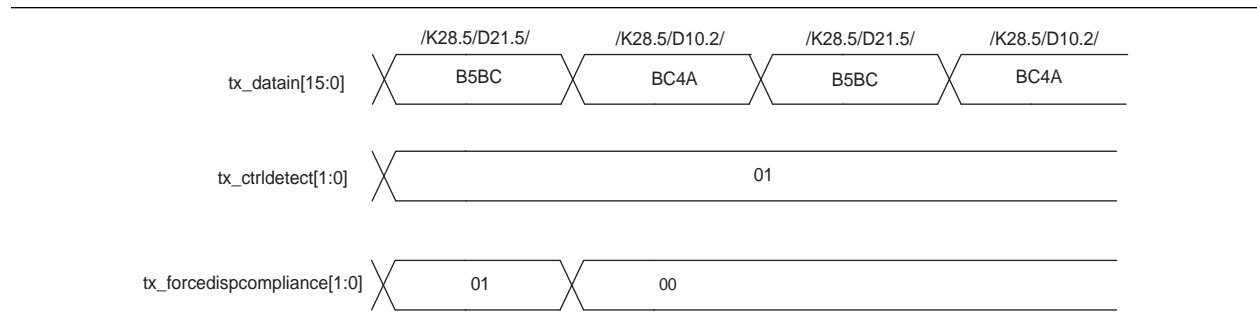 /K28.5/D21.5/ /K28.5/D10.2/ /K28.5/D21.5/ /K28.5/D10.2/
tx_datain[15:0] B5BC BC4A B5BC BC4A
tx_ctrldetect[1:0] 01
tx_forcedispcompliance[1:0] 01 00